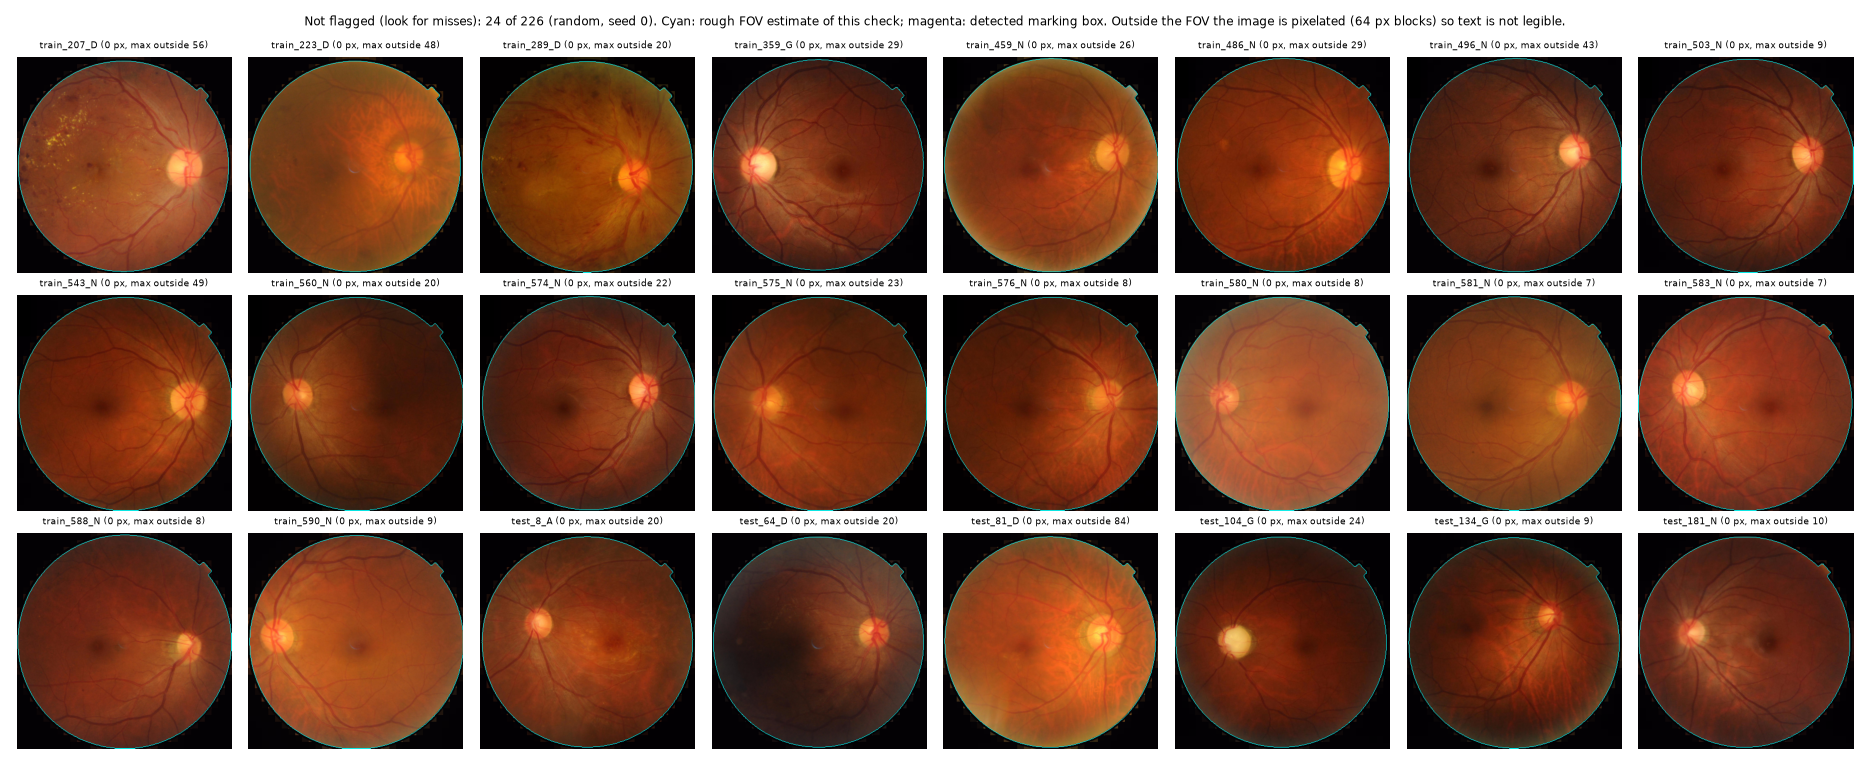 Not flagged (look for misses): 24 of 226 (random, seed 0). Cyan: rough FOV estimate of this check; magenta: detected marking box. Outside the FOV the image is pixelated (64 px blocks) so text is not legible.
train_207_D (0 px, max outside 56)
train_223_D (0 px, max outside 48)
train_289_D (0 px, max outside 20)
train_359_G (0 px, max outside 29)
train_459_N (0 px, max outside 26)
train_486_N (0 px, max outside 29)
train_496_N (0 px, max outside 43)
train_503_N (0 px, max outside 9)
train_543_N (0 px, max outside 49)
train_560_N (0 px, max outside 20)
train_574_N (0 px, max outside 22)
train_575_N (0 px, max outside 23)
train_576_N (0 px, max outside 8)
train_580_N (0 px, max outside 8)
train_581_N (0 px, max outside 7)
train_583_N (0 px, max outside 7)
train_588_N (0 px, max outside 8)
train_590_N (0 px, max outside 9)
test_8_A (0 px, max outside 20)
test_64_D (0 px, max outside 20)
test_81_D (0 px, max outside 84)
test_104_G (0 px, max outside 24)
test_134_G (0 px, max outside 9)
test_181_N (0 px, max outside 10)